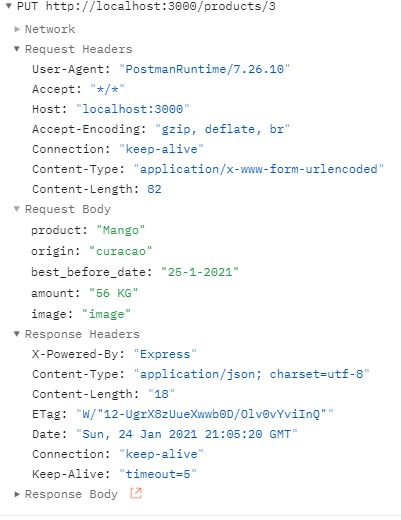 PUT http://localhost:3000/products/3
Network
Request Headers
User-Agent: "PostmanRuntime/7.26.10"
Accept: "*/*"
Host: "localhost:3000"
Accept-Encoding: "gzip, deflate, br"
Connection: "keep-alive"
Content-Type: "application/x-www-form-urlencoded"
Content-Length: 82
Request Body
product: "Mango"
origin: "curacao"
best_before_date: "25-1-2021"
amount: "56 KG"
image: "image"
Response Headers
X-Powered-By: "Express"
Content-Type: "application/json; charset=utf-8"
Content-Length: "18"
ETag: "W/"12-UgrX8zUueXwwb0D/Olv0vYviInQ""
Date: "Sun, 24 Jan 2021 21:05:20 GMT"
Connection: "keep-alive"
Keep-Alive: "timeout=5"
Response Body